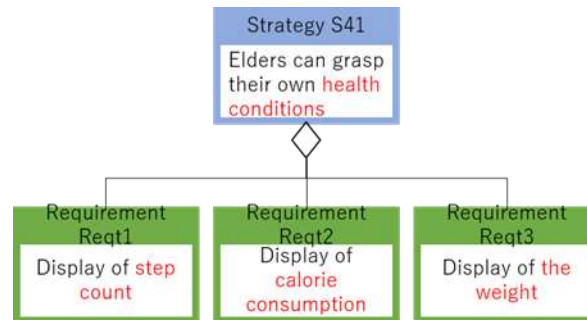 Strategy S41
Elders can grasp
their own health
conditions
Requirement
Reqt1
Display of step
count
Requirement
Reqt2
Display of
calorie
consumption
Requirement
Reqt3
Display of the
weight